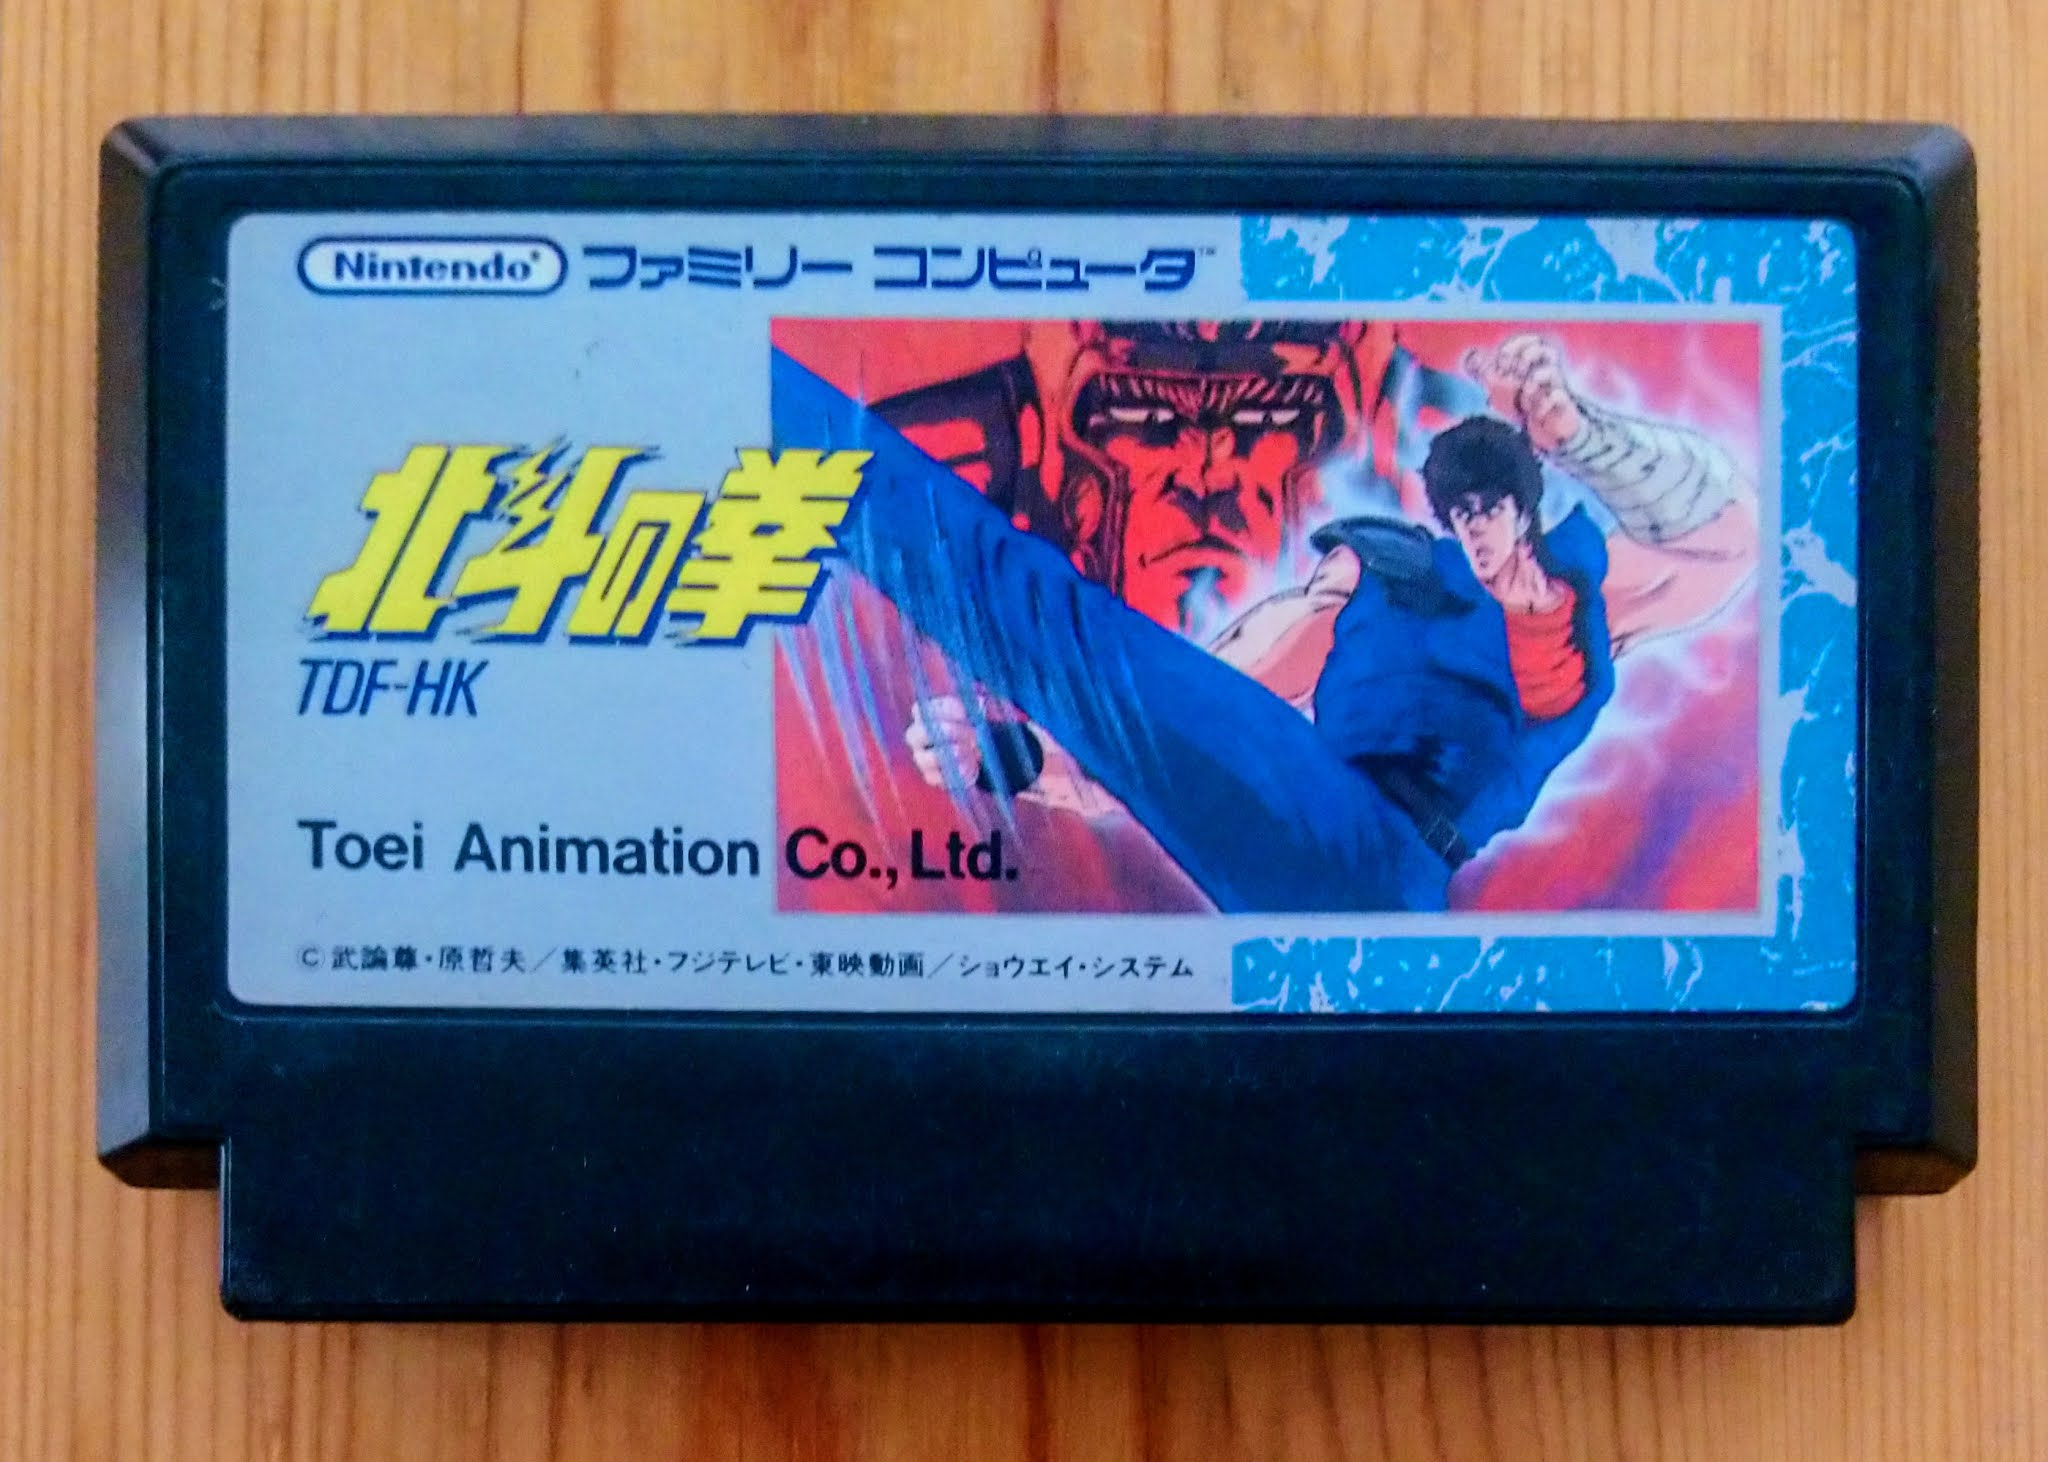 Nintendo® ファミリー コンピュータ™
北斗の拳
TDF-HK
Toei Animation Co., Ltd.
©武論尊・原哲夫／集英社・フジテレビ・東映動画／ショウエイ・システム